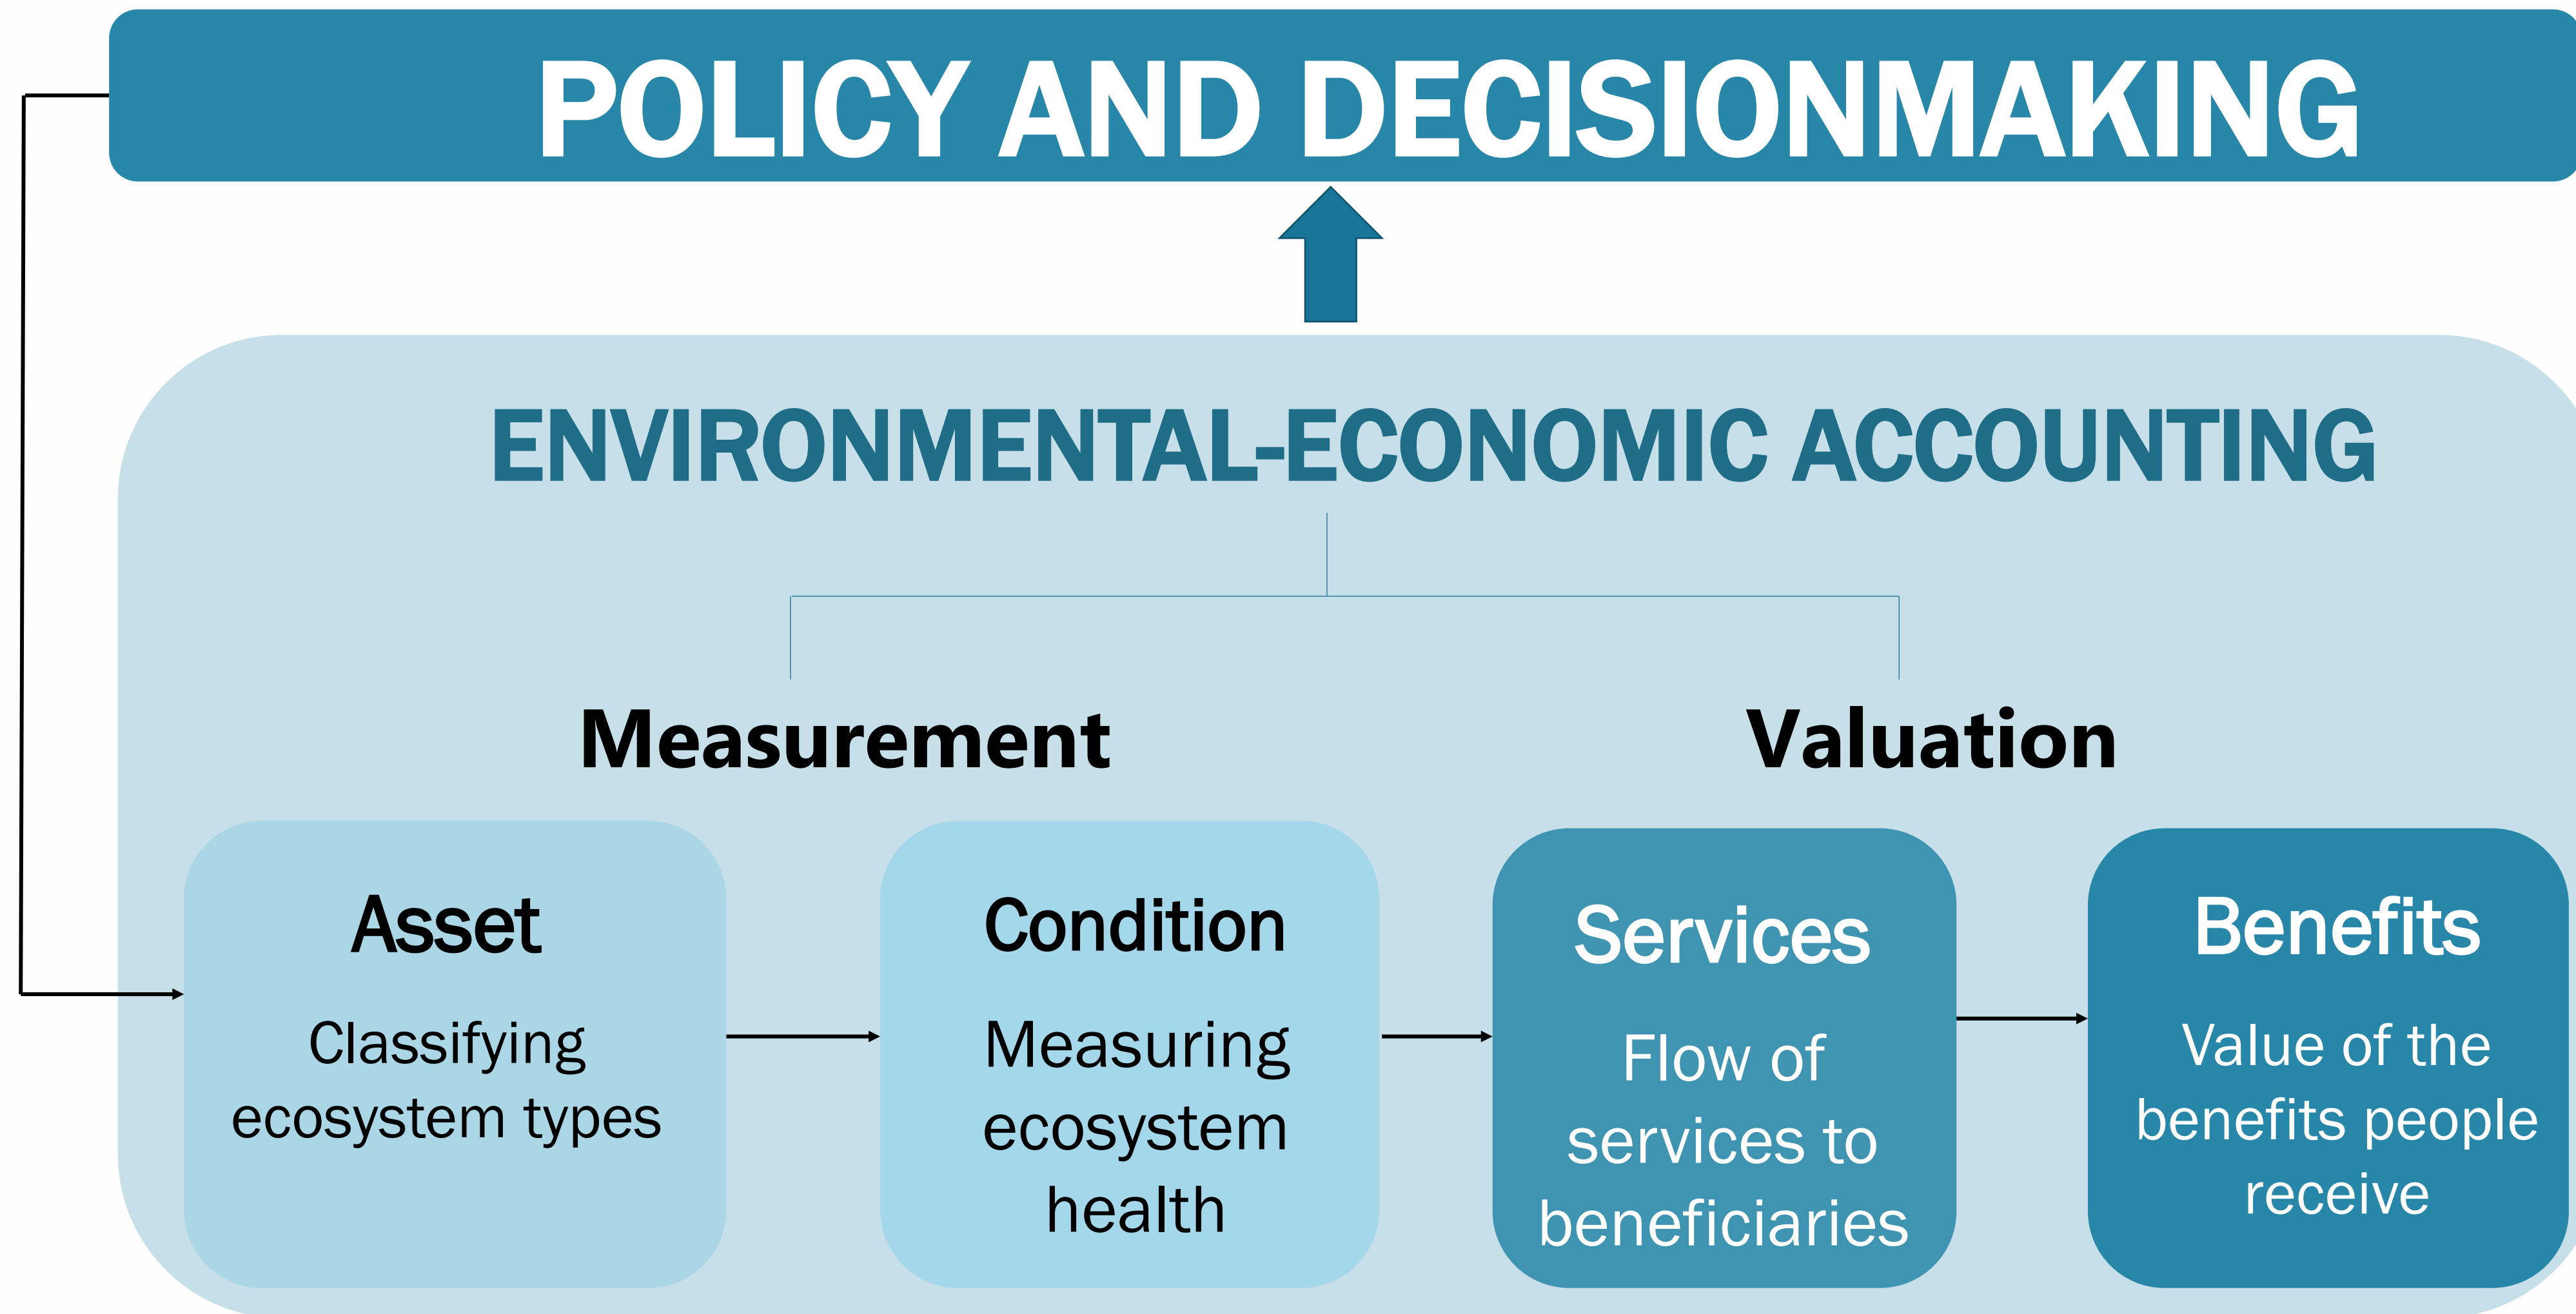 POLICY AND DECISIONMAKING
ENVIRONMENTAL-ECONOMIC ACCOUNTING
Measurement
Valuation
Asset
Classifying
ecosystem types
Condition
Measuring
ecosystem
health
Services
Flow of
services to
beneficiaries
Benefits
Value of the
benefits people
receive